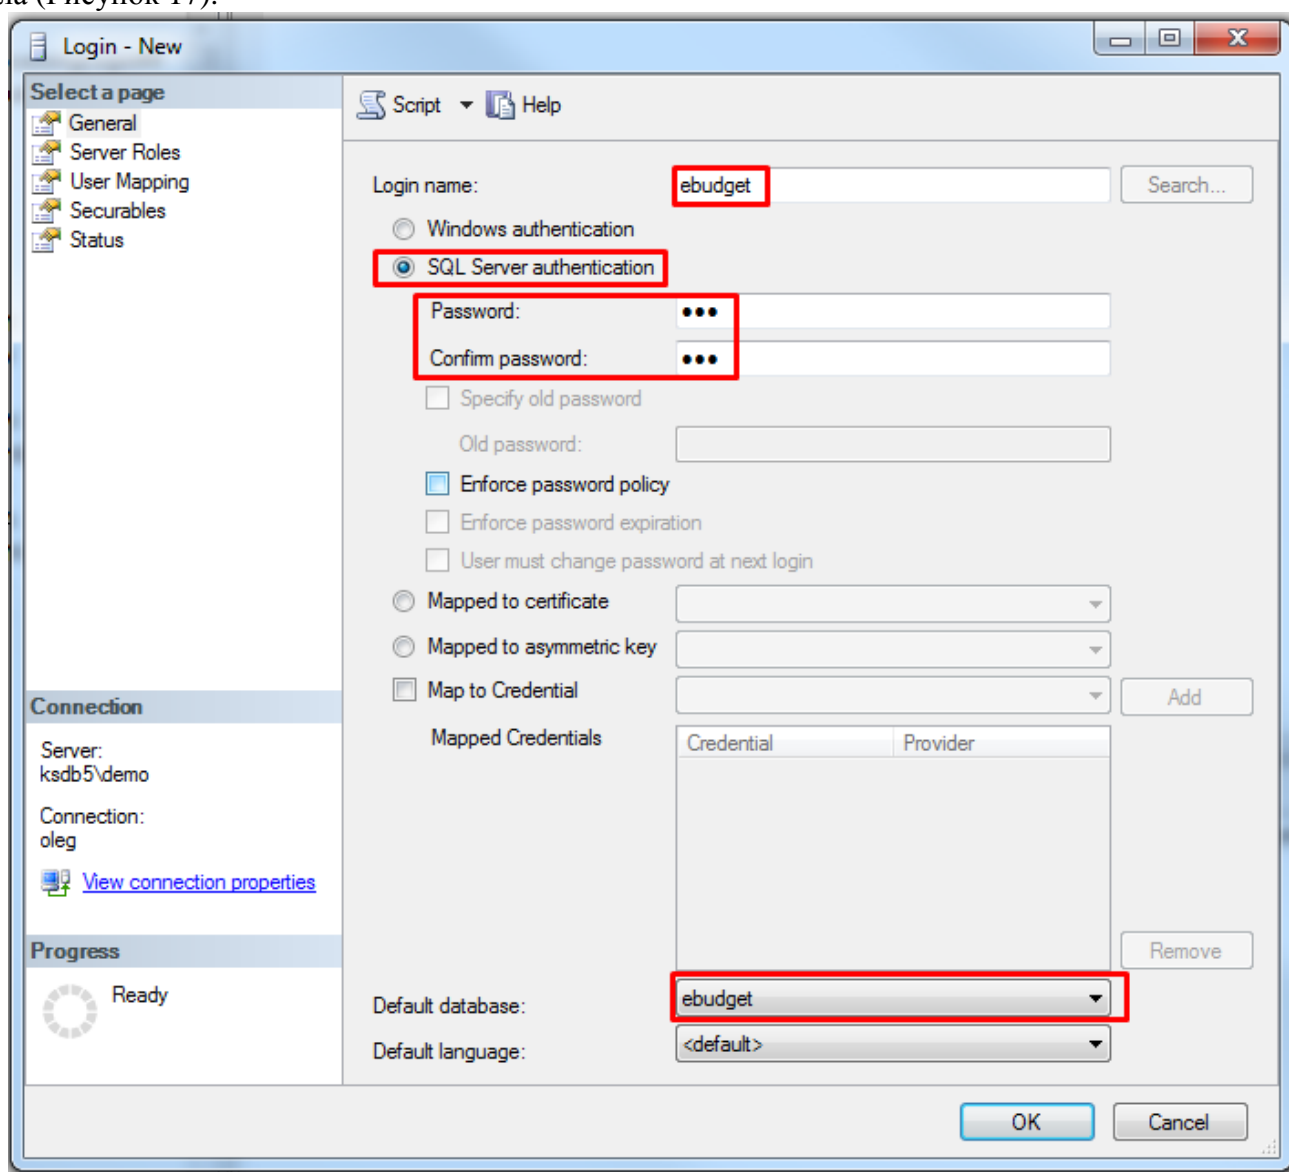 (Рисунок 17).
Login - New
Select a page
General
Server Roles
User Mapping
Securables
Status
Connection
Server:
ksdb5\demo
Connection:
oleg
View connection properties
Progress
Ready
Script Help
Login name: ebudget Search...
Windows authentication
SQL Server authentication
Password: •••
Confirm password: •••
Specify old password
Old password:
Enforce password policy
Enforce password expiration
User must change password at next login
Mapped to certificate
Mapped to asymmetric key
Map to Credential Add
Mapped Credentials Credential Provider
Remove
Default database: ebudget
Default language: <default>
OK Cancel